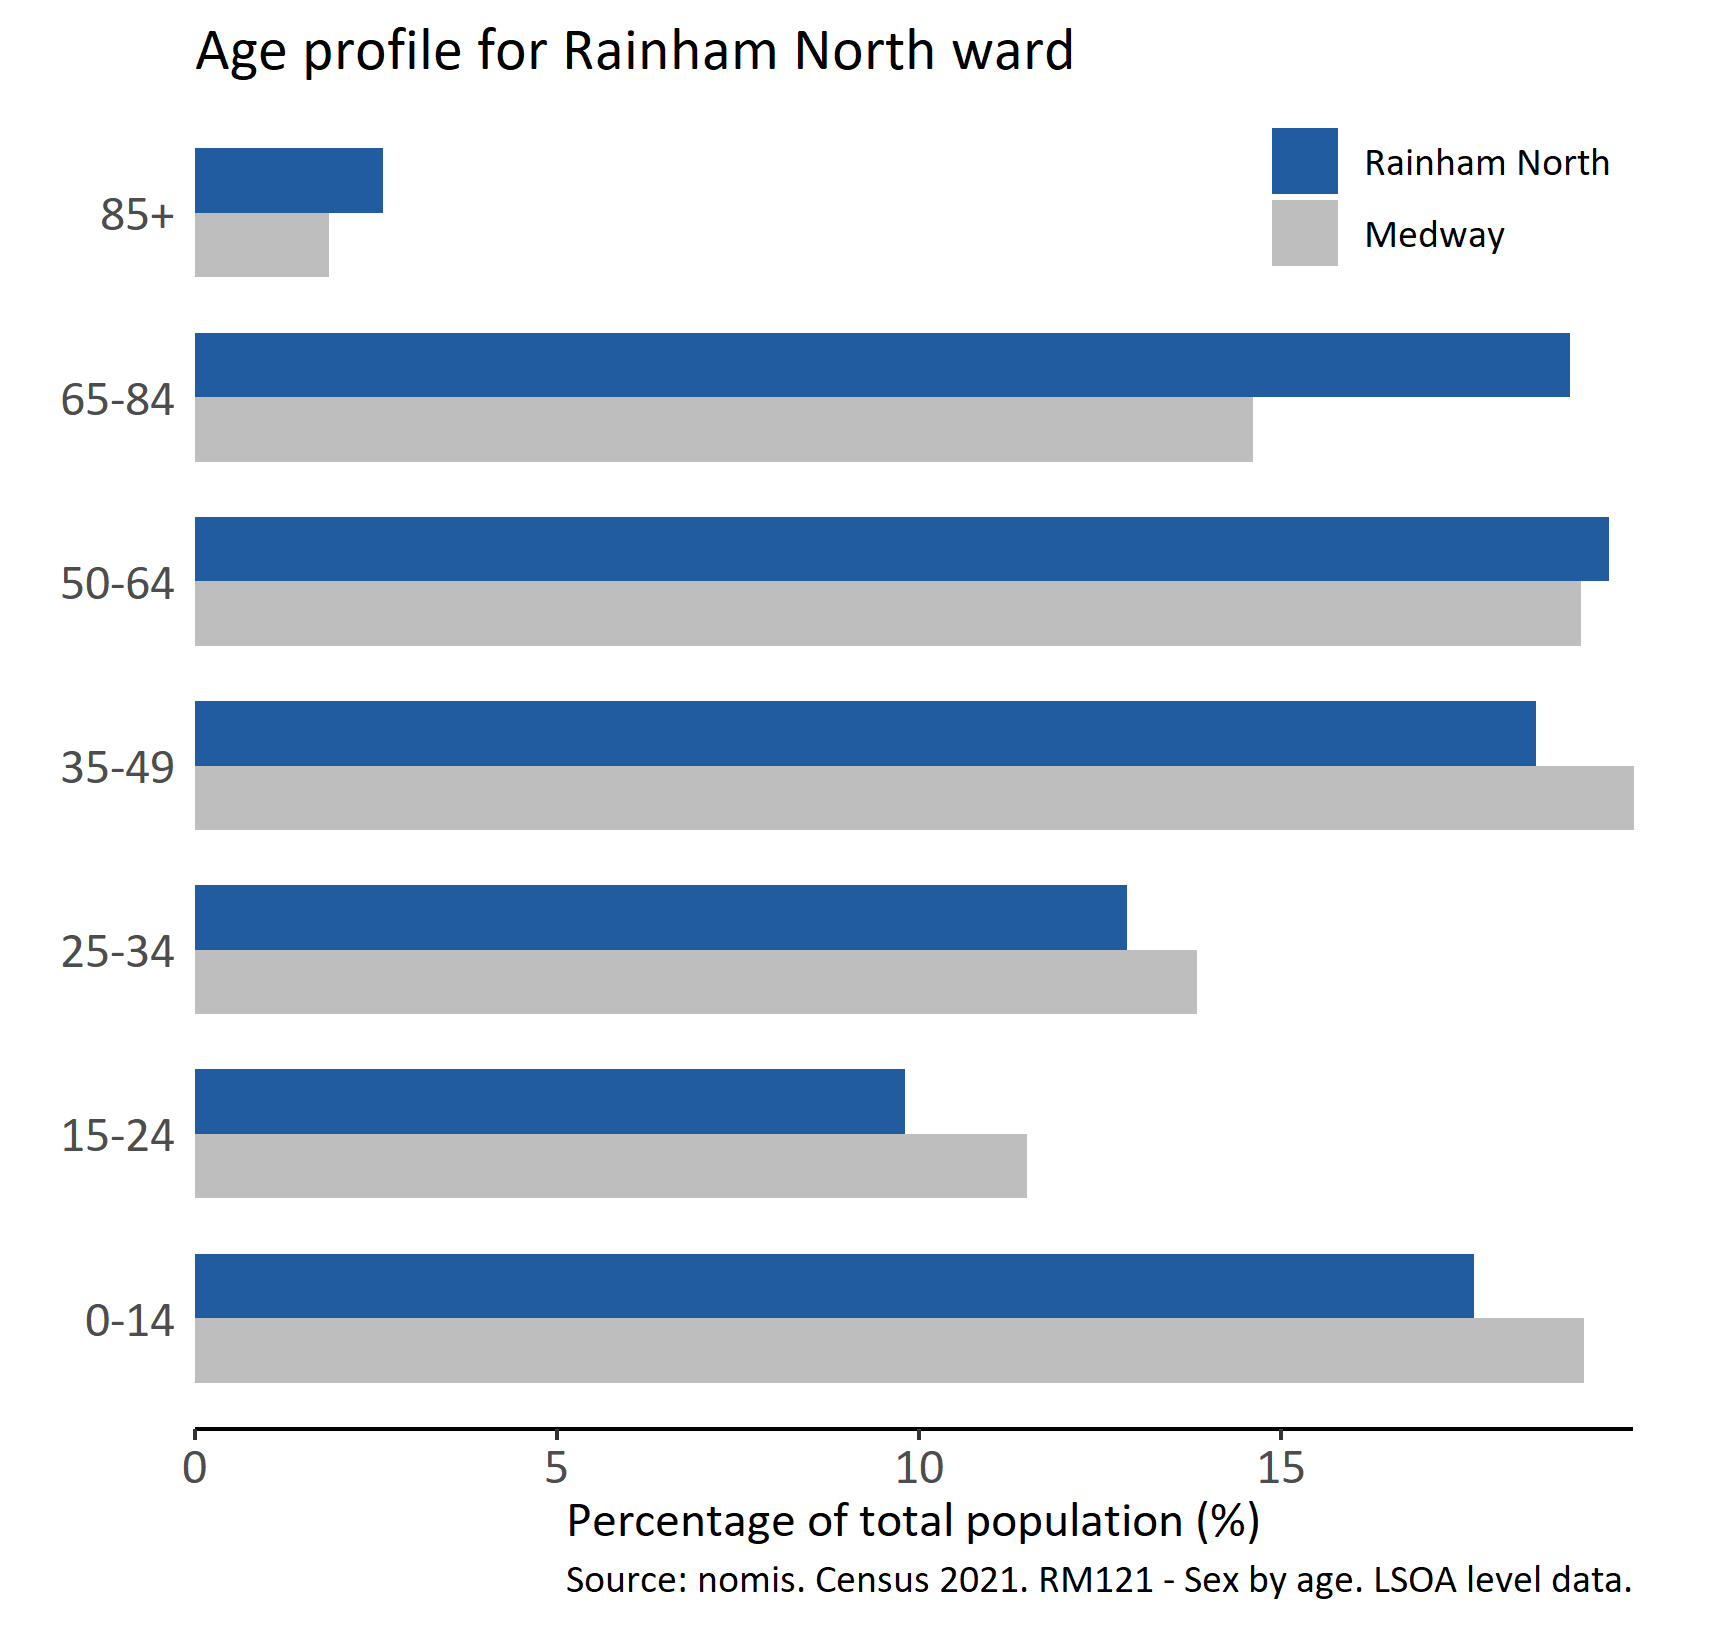 Age profile for Rainham North ward
Rainham North
Medway
85+
65-84
50-64
35-49
25-34
15-24
0-14
0 5 10 15
Percentage of total population (%)
Source: nomis. Census 2021. RM121 - Sex by age. LSOA level data.